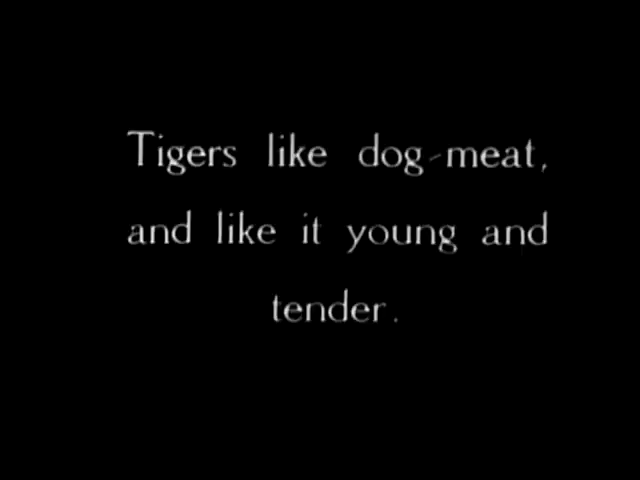 Tigers like dog-meat,
and like it young and
tender.